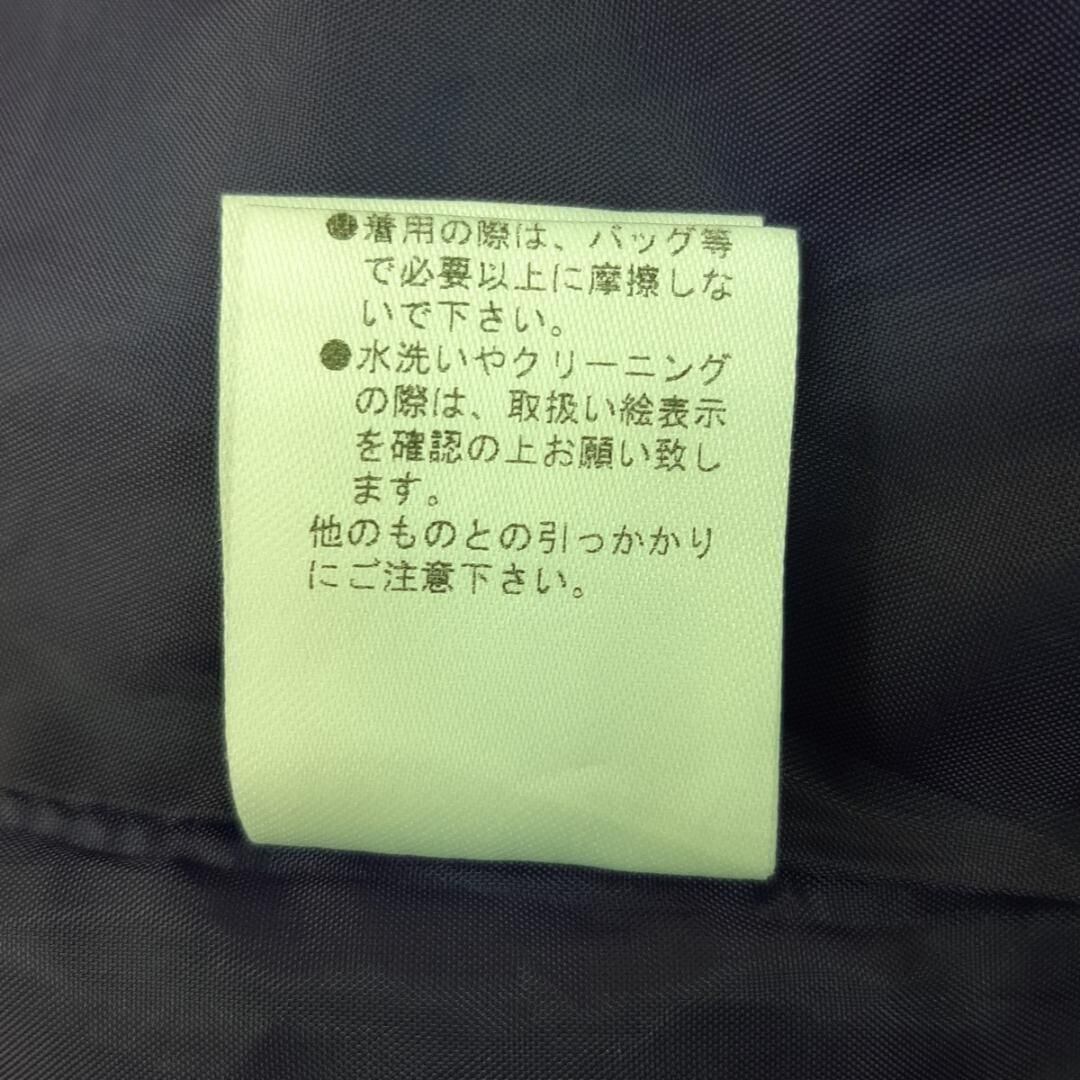 ●着用の際は、バッグ等
で必要以上に摩擦しな
いで下さい。
●水洗いやクリーニング
の際は、取扱い絵表示
を確認の上お願い致し
ます。
他のものとの引っかかり
にご注意下さい。